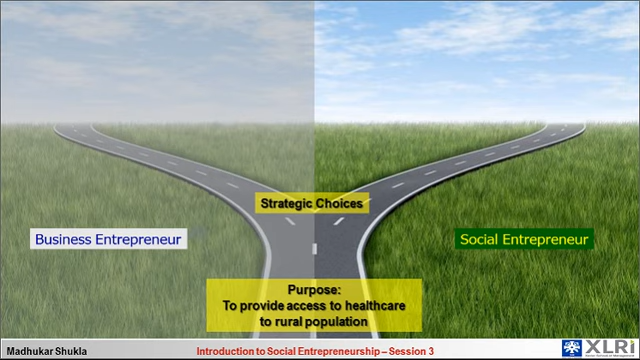 Strategic Choices
Business Entrepreneur
Social Entrepreneur
Purpose:
To provide access to healthcare
to rural population
Madhukar Shukla
Introduction to Social Entrepreneurship – Session 3
XLRI